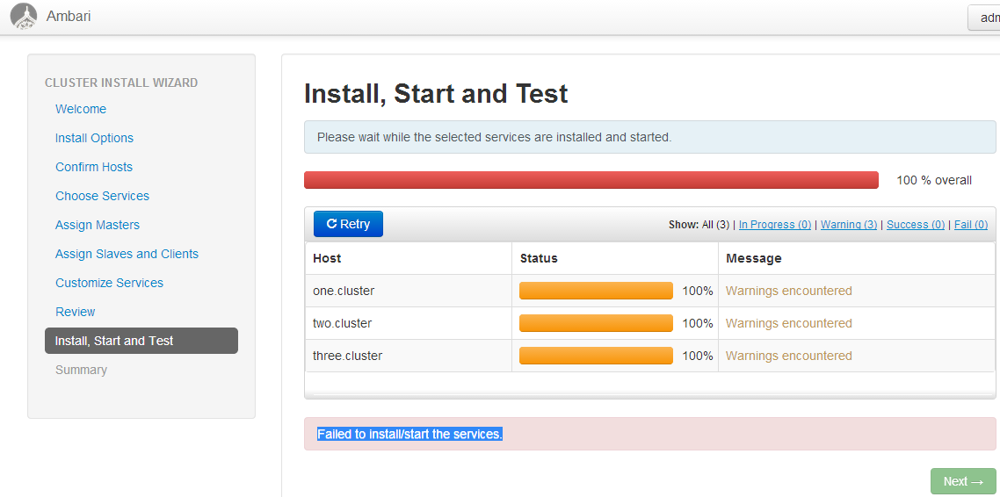 Ambari
CLUSTER INSTALL WIZARD
Welcome
Install Options
Confirm Hosts
Choose Services
Assign Masters
Assign Slaves and Clients
Customize Services
Review
Install, Start and Test
Summary
Install, Start and Test
Please wait while the selected services are installed and started.
100 % overall
Retry
Show: All (3) | In Progress (0) | Warning (3) | Success (0) | Fail (0)
Host Status Message
one.cluster 100% Warnings encountered
two.cluster 100% Warnings encountered
three.cluster 100% Warnings encountered
Failed to install/start the services.
Next →